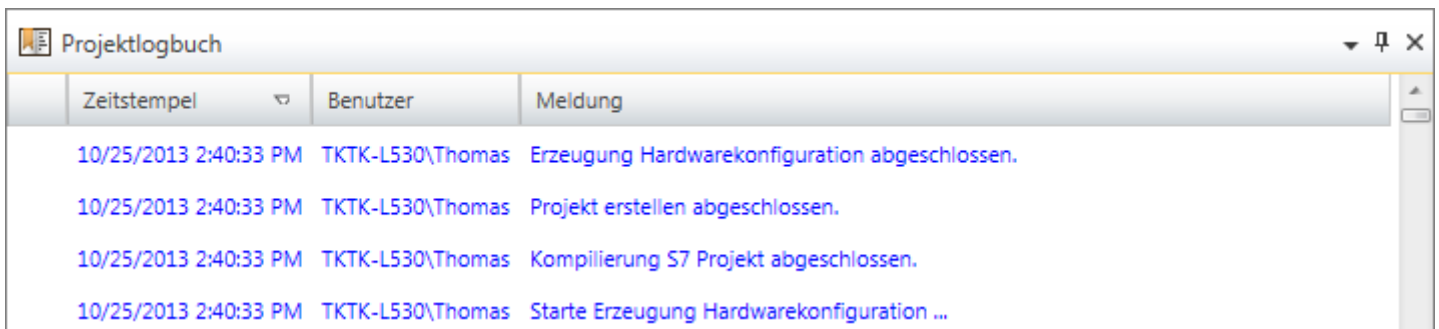 Projektlogbuch
Zeitstempel Benutzer Meldung
10/25/2013 2:40:33 PM TKTK-L530\Thomas Erzeugung Hardwarekonfiguration abgeschlossen.
10/25/2013 2:40:33 PM TKTK-L530\Thomas Projekt erstellen abgeschlossen.
10/25/2013 2:40:33 PM TKTK-L530\Thomas Kompilierung S7 Projekt abgeschlossen.
10/25/2013 2:40:33 PM TKTK-L530\Thomas Starte Erzeugung Hardwarekonfiguration ...